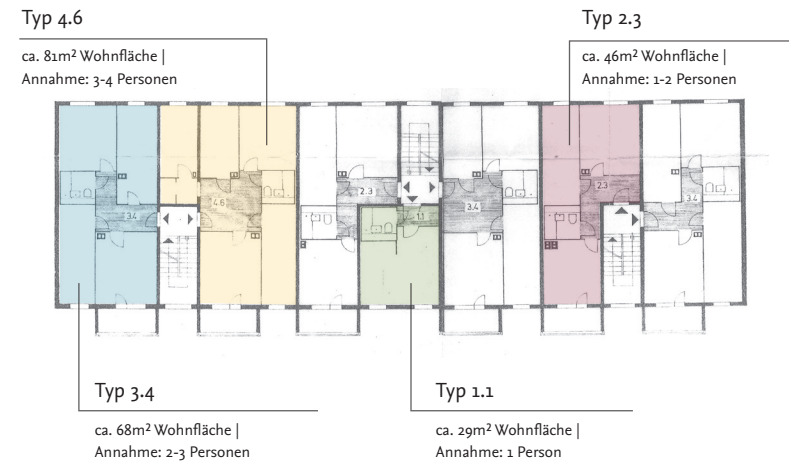 Typ 4.6
ca. 81m² Wohnfläche |
Annahme: 3-4 Personen
Typ 2.3
ca. 46m² Wohnfläche |
Annahme: 1-2 Personen
3.4
4.6
2.3
1.1
3.4
2.3
3.4
Typ 3.4
ca. 68m² Wohnfläche |
Annahme: 2-3 Personen
Typ 1.1
ca. 29m² Wohnfläche |
Annahme: 1 Person